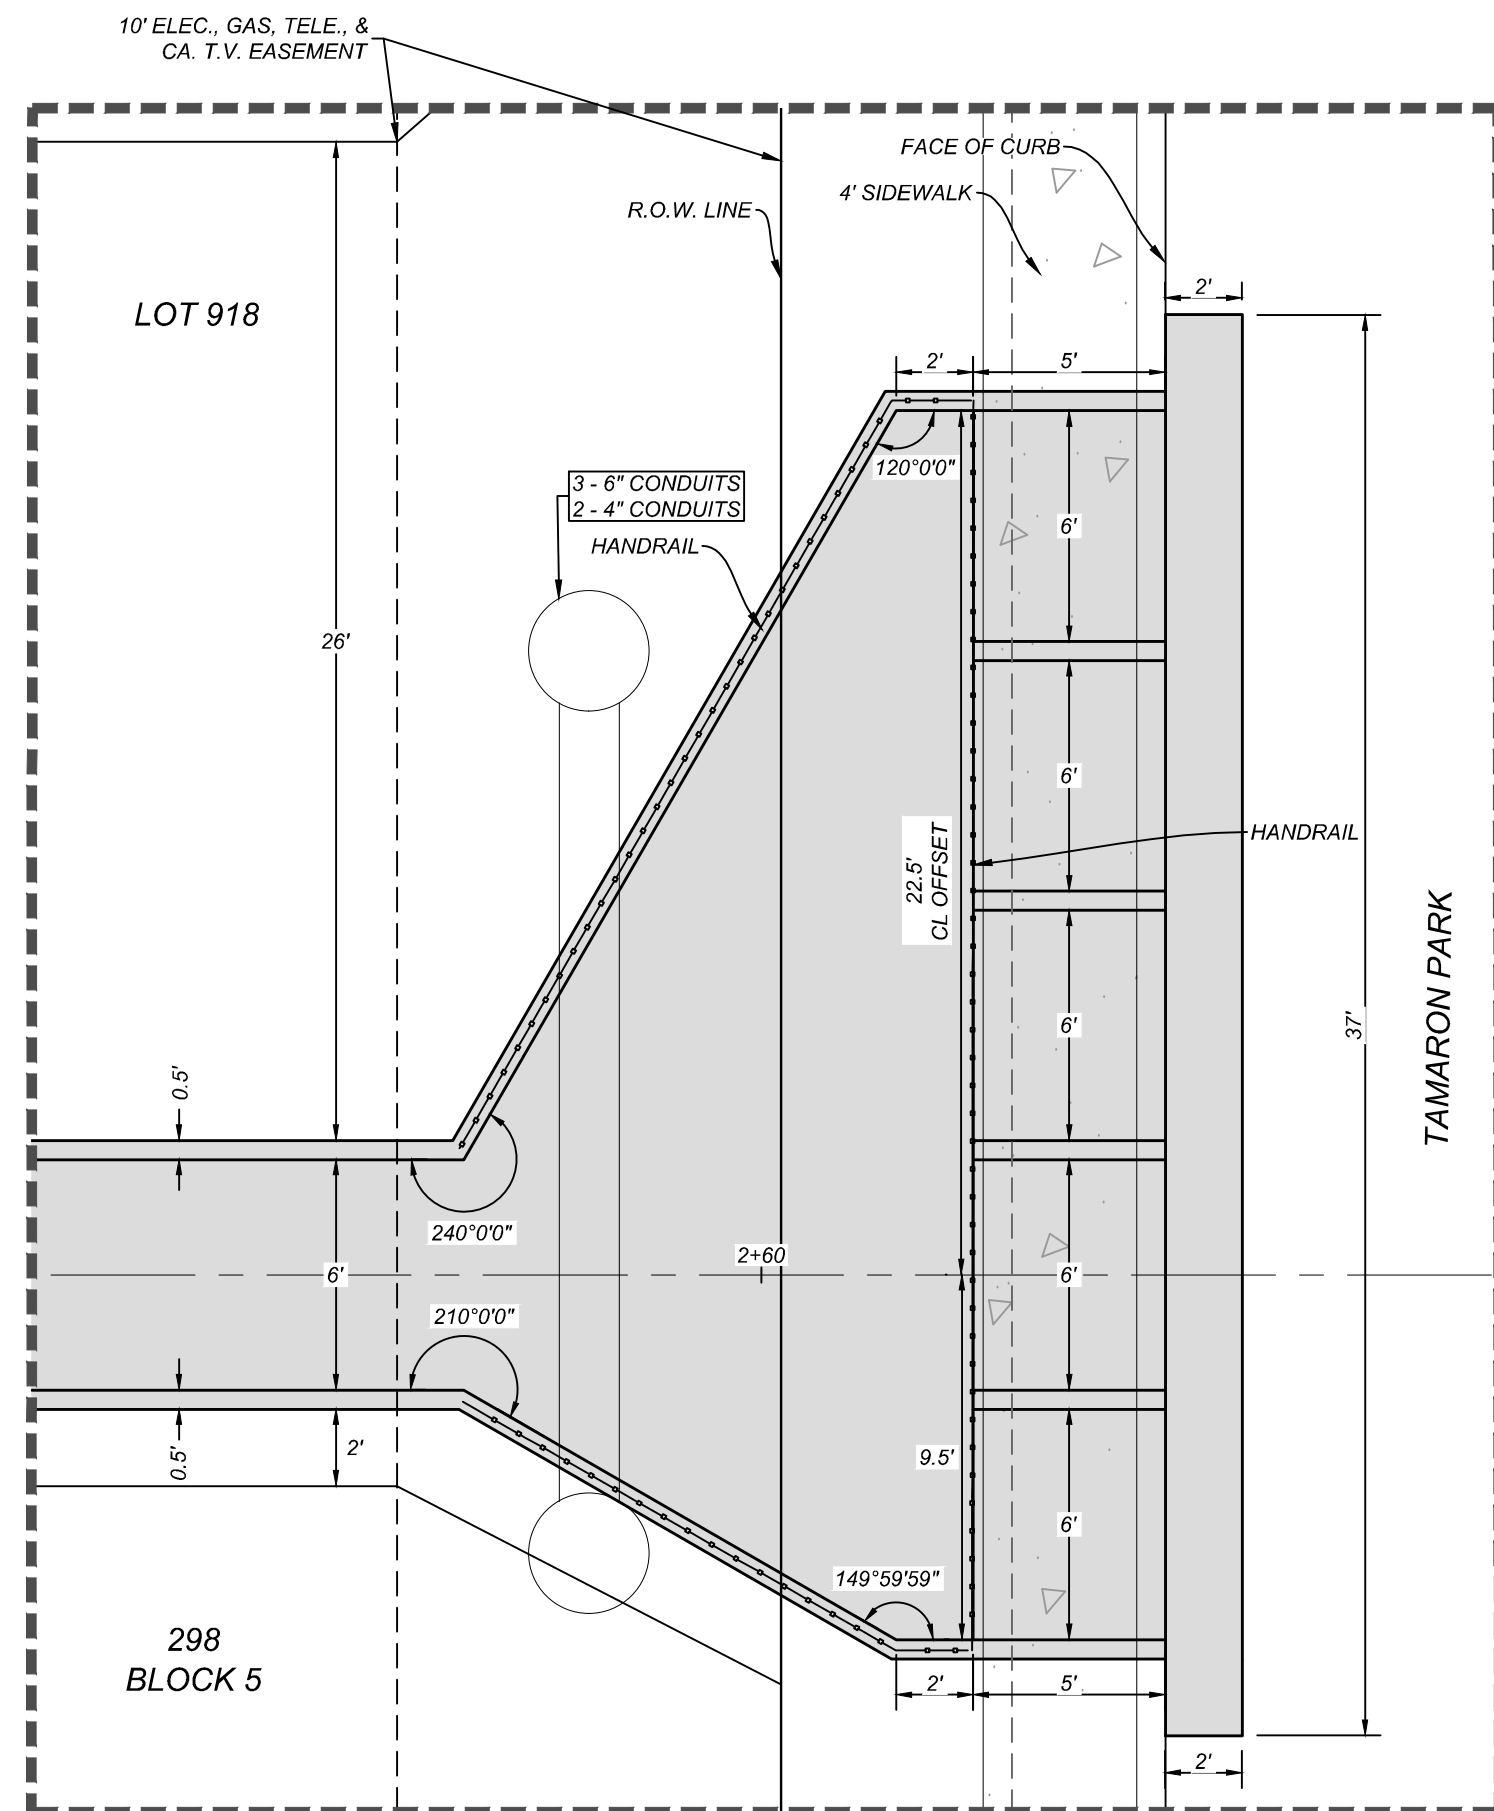 10' ELEC., GAS, TELE., &
CA. T.V. EASEMENT
FACE OF CURB
4' SIDEWALK
R.O.W. LINE
LOT 918
2'
2'
5'
120°0'0"
3 - 6" CONDUITS
2 - 4" CONDUITS
HANDRAIL
6'
26'
6'
22.5'
CL OFFSET
HANDRAIL
TAMARON PARK
37'
6'
0.5'
240°0'0"
2+60
6'
6'
210°0'0"
0.5'
2'
9.5'
6'
149°59'59"
298
BLOCK 5
2'
5'
2'